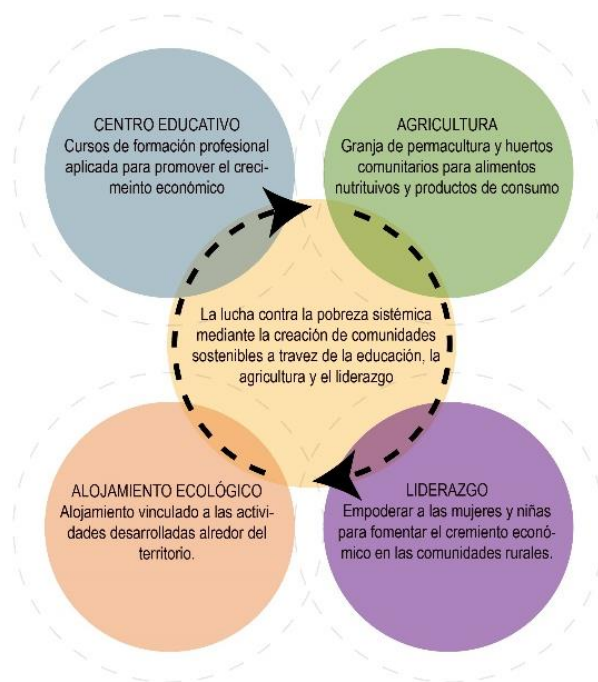 CENTRO EDUCATIVO
Cursos de formación profesional
aplicada para promover el creci-
meinto económico
AGRICULTURA
Granja de permacultura y huertos
comunitarios para alimentos
nutrituivos y productos de consumo
La lucha contra la pobreza sistérnica
mediante la creación de comunidades
sostenibles a travez de la educación, la
agricultura y el liderazgo
ALOJAMIENTO ECOLÓGICO
Alojamiento vinculado a las activi-
dades desarrolladas alredor del
territorio.
LIDERAZGO
Empoderar a las mujeres y niñas
para fomentar el cremiento econó-
mico en las comunidades rurales.